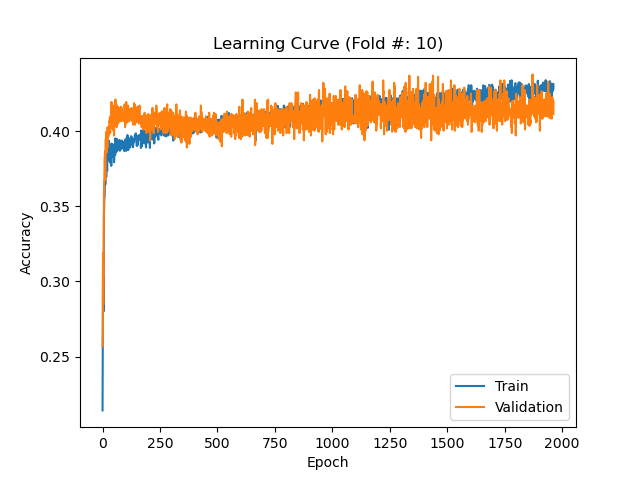 Learning Curve (Fold #: 10)
Accuracy
0.40
0.35
0.30
0.25
Train
Validation
0 250 500 750 1000 1250 1500 1750 2000
Epoch